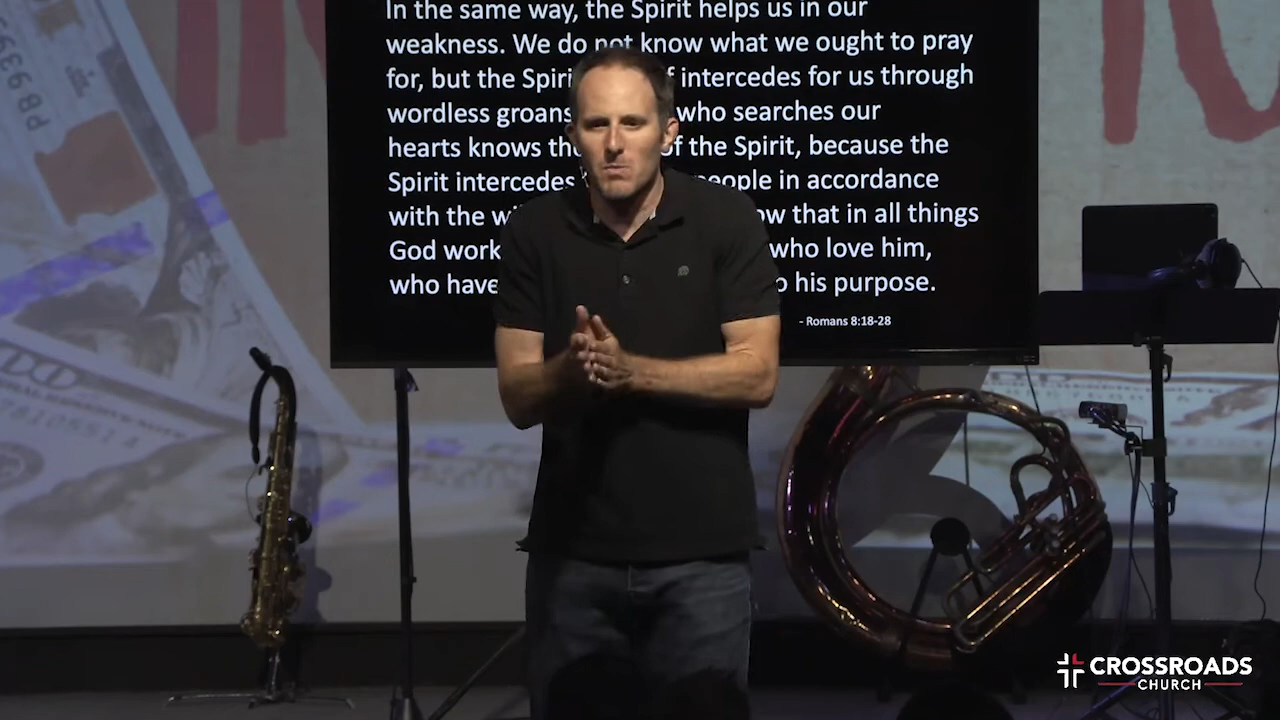 In the same way, the Spirit helps us in our
weakness. We do not know what we ought to pray
for, but the Spiri f intercedes for us through
wordless groans who searches our
hearts knows th of the Spirit, because the
Spirit intercedes people in accordance
with the wi ow that in all things
God work who love him,
who have o his purpose.
- Romans 8:18-28
CROSSROADS
CHURCH